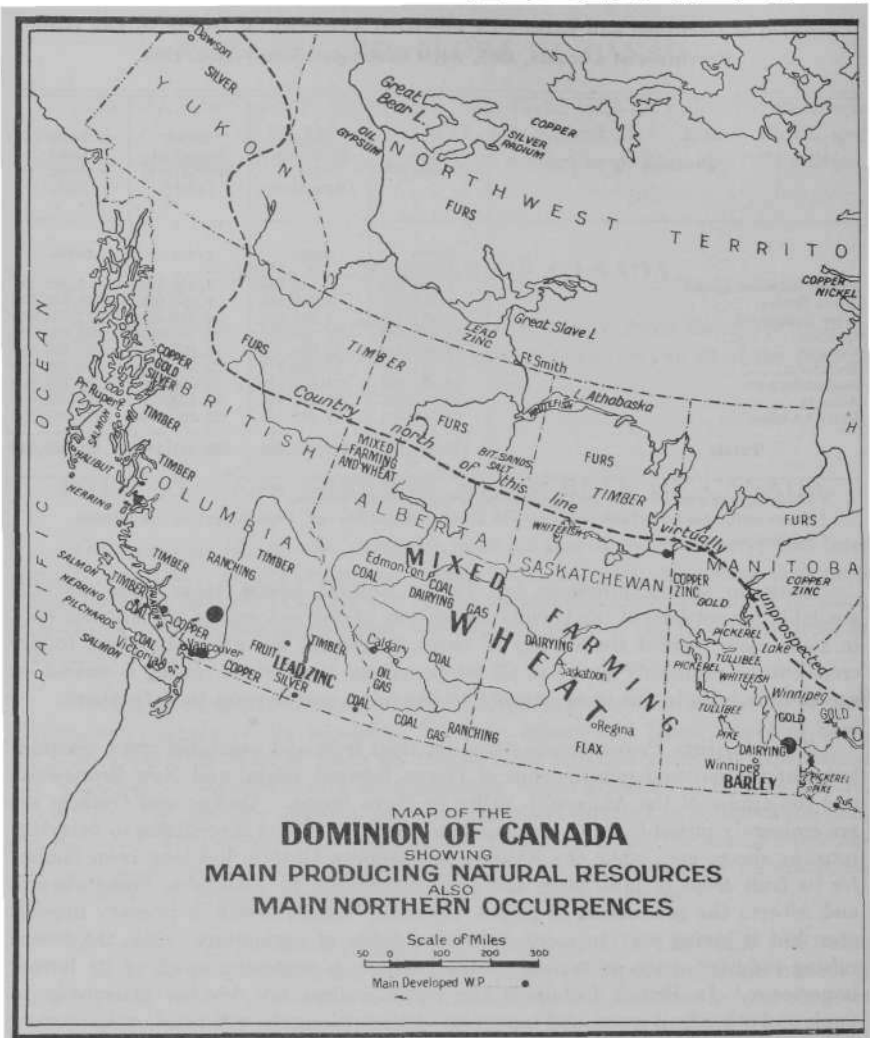 Dawson
SILVER
YUKON
Great
Bear L.
COPPER
SILVER
RADIUM
OIL
GYPSUM
NORTHWEST TERRITO
FURS
COPPER
NICKEL
LEAD
ZINC
Great Slave L
Ft Smith
FURS
TIMBER
L. Athabaska
WHITEFISH
PACIFIC OCEAN
COPPER
GOLD
SILVER
Pr. Rupert
SALMON
TIMBER
HALIBUT
HERRING
TIMBER
BRITISH
COLUMBIA
Country north of this line virtually unprospected
MIXED
FARMING
AND WHEAT
FURS
BIT. SANDS
SALT
FURS
TIMBER
FURS
H
ALBERTA
WHITEFISH
SASKATCHEWAN
MANITOBA
COPPER
ZINC
GOLD
COPPER
ZINC
TIMBER
RANCHING
TIMBER
Edmonton
COAL
COAL
DAIRYING
GAS
MIXED FARMING
WHEAT
DAIRYING
Saskatoon
SALMON
HERRING
PILCHARDS
SALMON
TIMBER
COAL
Victoria
COPPER
Vancouver
COPPER
FRUIT
LEAD ZINC
SILVER
TIMBER
Calgary
OIL
GAS
COAL
COAL
COAL
GAS
RANCHING
Regina
FLAX
PICKEREL
TULLIBEE
PICKEREL
WHITEFISH
TULLIBEE
PIKE
Lake
Winnipeg
GOLD
GOLD
DAIRYING
Winnipeg
BARLEY
PICKEREL
PIKE
MAP OF THE
DOMINION OF CANADA
SHOWING
MAIN PRODUCING NATURAL RESOURCES
ALSO
MAIN NORTHERN OCCURRENCES
Scale of Miles
50 0 100 200 300
Main Developed W.P.